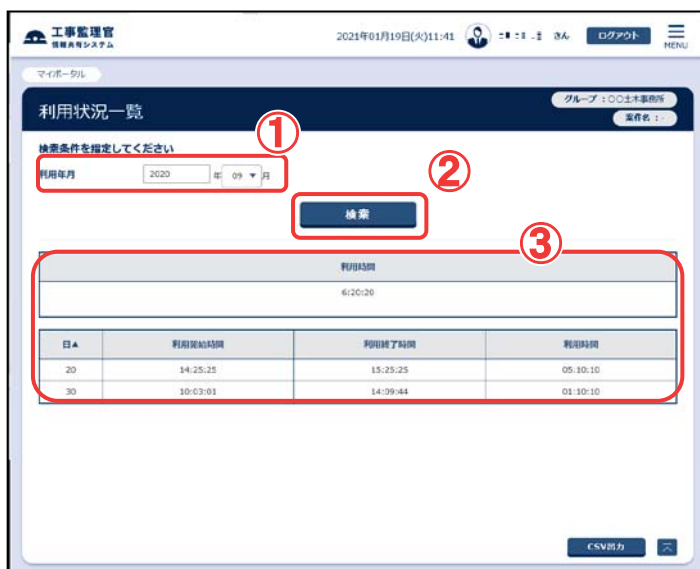 工事監理官
情報共有システム
2021年01月19日(火)11:41
さん
ログアウト
MENU
マイポータル
利用状況一覧
グループ:〇〇土木事務所
案件名:-
①
検索条件を指定してください
利用年月 2020 年 09 ▼ 月
②
検索
③
利用時間
6:20:20
日▲ 利用開始時間 利用終了時間 利用時間
20 14:25:25 15:25:25 05:10:10
30 10:03:01 14:09:44 01:10:10
CSV出力